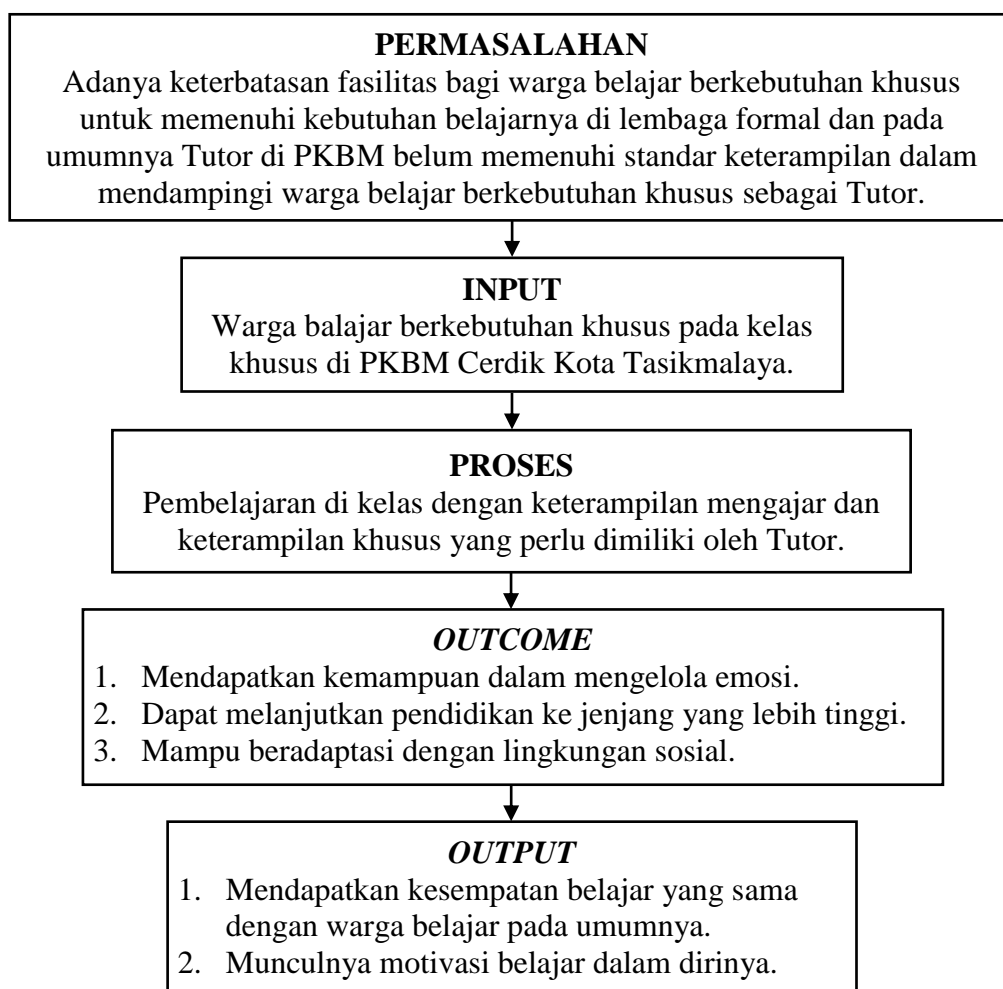 PERMASALAHAN
Adanya keterbatasan fasilitas bagi warga belajar berkebutuhan khusus
untuk memenuhi kebutuhan belajarnya di lembaga formal dan pada
umumnya Tutor di PKBM belum memenuhi standar keterampilan dalam
mendampingi warga belajar berkebutuhan khusus sebagai Tutor.
INPUT
Warga balajar berkebutuhan khusus pada kelas
khusus di PKBM Cerdik Kota Tasikmalaya.
PROSES
Pembelajaran di kelas dengan keterampilan mengajar dan
keterampilan khusus yang perlu dimiliki oleh Tutor.
OUTCOME
1. Mendapatkan kemampuan dalam mengelola emosi.
2. Dapat melanjutkan pendidikan ke jenjang yang lebih tinggi.
3. Mampu beradaptasi dengan lingkungan sosial.
OUTPUT
1. Mendapatkan kesempatan belajar yang sama
dengan warga belajar pada umumnya.
2. Munculnya motivasi belajar dalam dirinya.